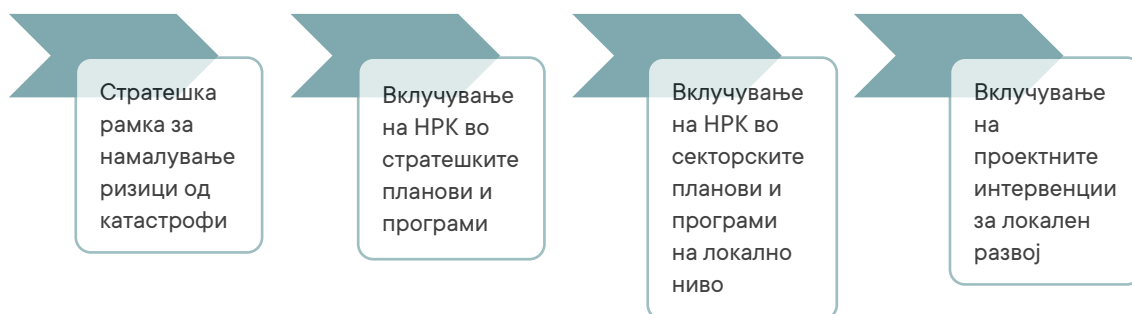 Стратешка
рамка за
намалување
ризици од
катастрофи
Вклучување
на НРК во
стратешките
планови и
програми
Вклучување
на НРК во
секторските
планови и
програми
на локално
ниво
Вклучување
на
проектните
интервенции
за локален
развој